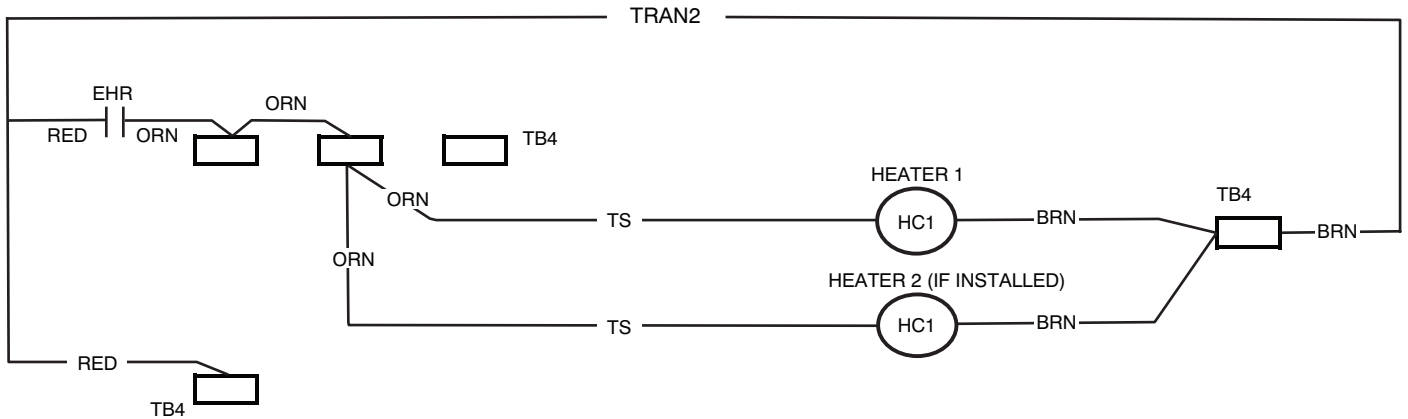 TRAN2
EHR
ORN
RED
ORN
TB4
HEATER 1
ORN
TB4
TS
HC1
BRN
BRN
ORN
HEATER 2 (IF INSTALLED)
TS
HC1
BRN
RED
TB4